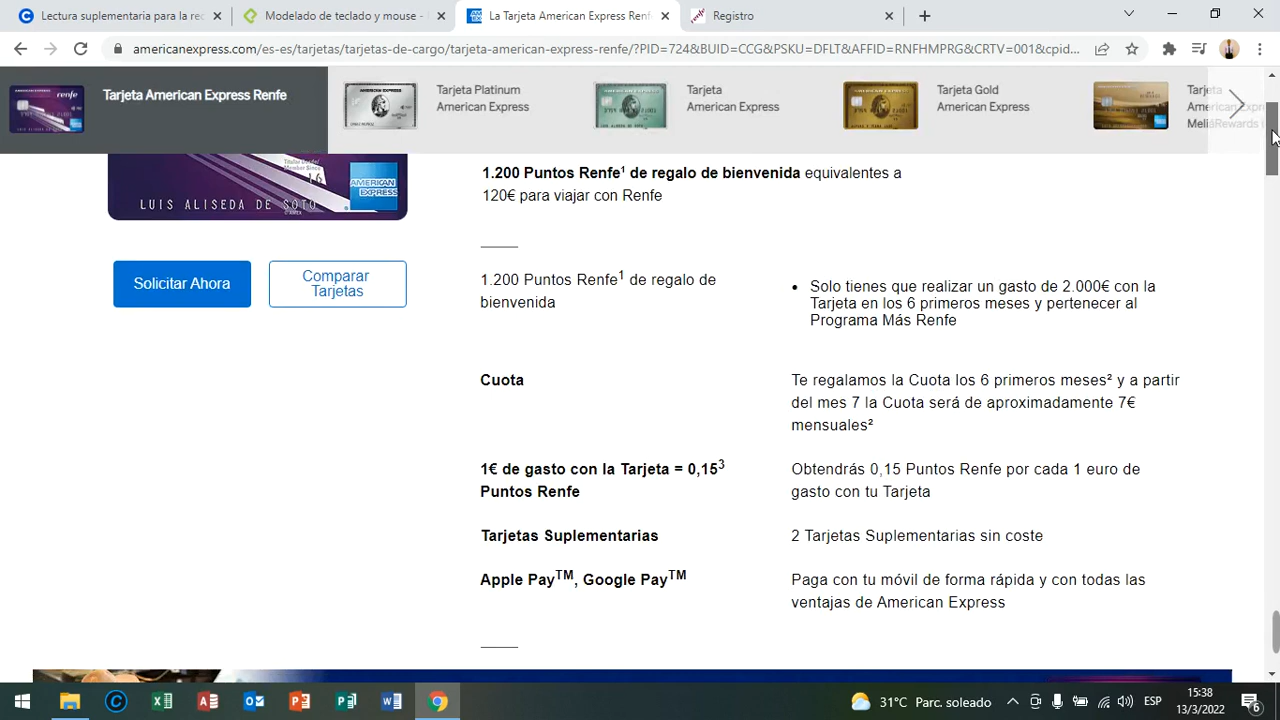 Lectura suplementaria para la re
Modelado de teclado y mouse -
La Tarjeta American Express Renf
Registro
americanexpress.com/es-es/tarjetas/tarjetas-de-cargo/tarjeta-american-express-renfe/?PID=724&BUID=CCG&PSKU=DFLT&AFFID=RNFHMPRG&CRTV=001&cpid...
Tarjeta American Express Renfe
Tarjeta Platinum
American Express
Tarjeta
American Express
Tarjeta Gold
American Express
Tarjeta
American Expre
MeliáRewards
renfe
AMERICAN EXPRESS
LUIS ALISEDA DE SOTO
Solicitar Ahora
Comparar
Tarjetas
1.200 Puntos Renfe¹ de regalo de bienvenida equivalentes a
120€ para viajar con Renfe
1.200 Puntos Renfe¹ de regalo de
bienvenida
• Solo tienes que realizar un gasto de 2.000€ con la
Tarjeta en los 6 primeros meses y pertenecer al
Programa Más Renfe
Cuota
Te regalamos la Cuota los 6 primeros meses² y a partir
del mes 7 la Cuota será de aproximadamente 7€
mensuales²
1€ de gasto con la Tarjeta = 0,15³
Puntos Renfe
Obtendrás 0,15 Puntos Renfe por cada 1 euro de
gasto con tu Tarjeta
Tarjetas Suplementarias
2 Tarjetas Suplementarias sin coste
Apple Pay™, Google Pay™
Paga con tu móvil de forma rápida y con todas las
ventajas de American Express
31°C Parc. soleado
ESP
15:38
13/3/2022
6